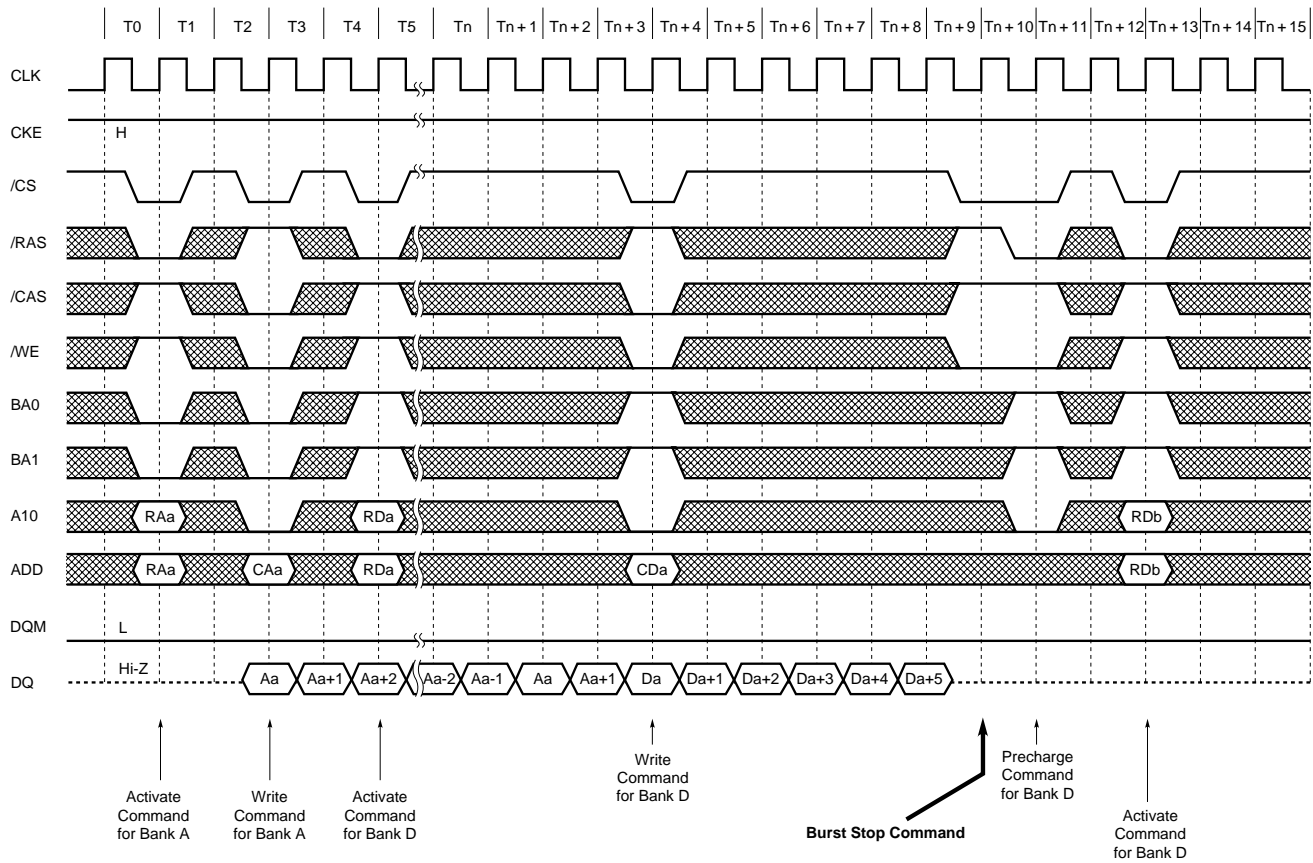 T0 T1 T2 T3 T4 T5 Tn Tn + 1 Tn + 2 Tn + 3 Tn + 4 Tn + 5 Tn + 6 Tn + 7 Tn + 8 Tn + 9 Tn + 10 Tn + 11 Tn + 12 Tn + 13 Tn + 14 Tn + 15
CLK
CKE H
/CS
/RAS
/CAS
/WE
BA0
BA1
A10 RAa RDa RDb
ADD RAa CAa RDa CDa RDb
DQM L
DQ Hi-Z Aa Aa+1 Aa+2 Aa-2 Aa-1 Aa Aa+1 Da Da+1 Da+2 Da+3 Da+4 Da+5
Activate
Command
for Bank A
Write
Command
for Bank A
Activate
Command
for Bank D
Write
Command
for Bank D
Burst Stop Command
Precharge
Command
for Bank D
Activate
Command
for Bank D